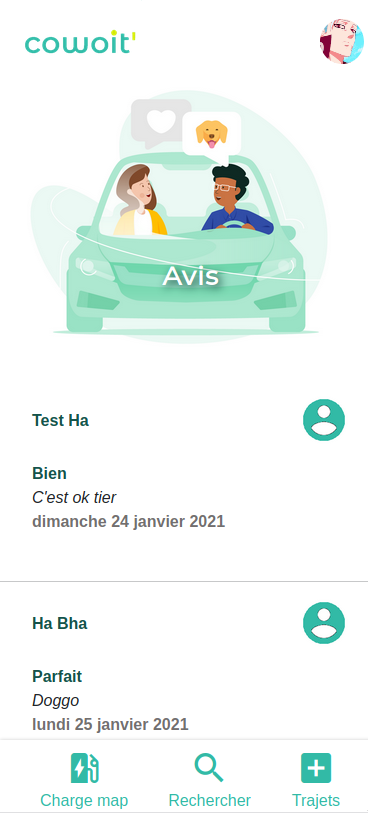 cowoit'
Avis
Test Ha
Bien
C'est ok tier
dimanche 24 janvier 2021
Ha Bha
Parfait
Doggo
lundi 25 janvier 2021
Charge map
Rechercher
Trajets